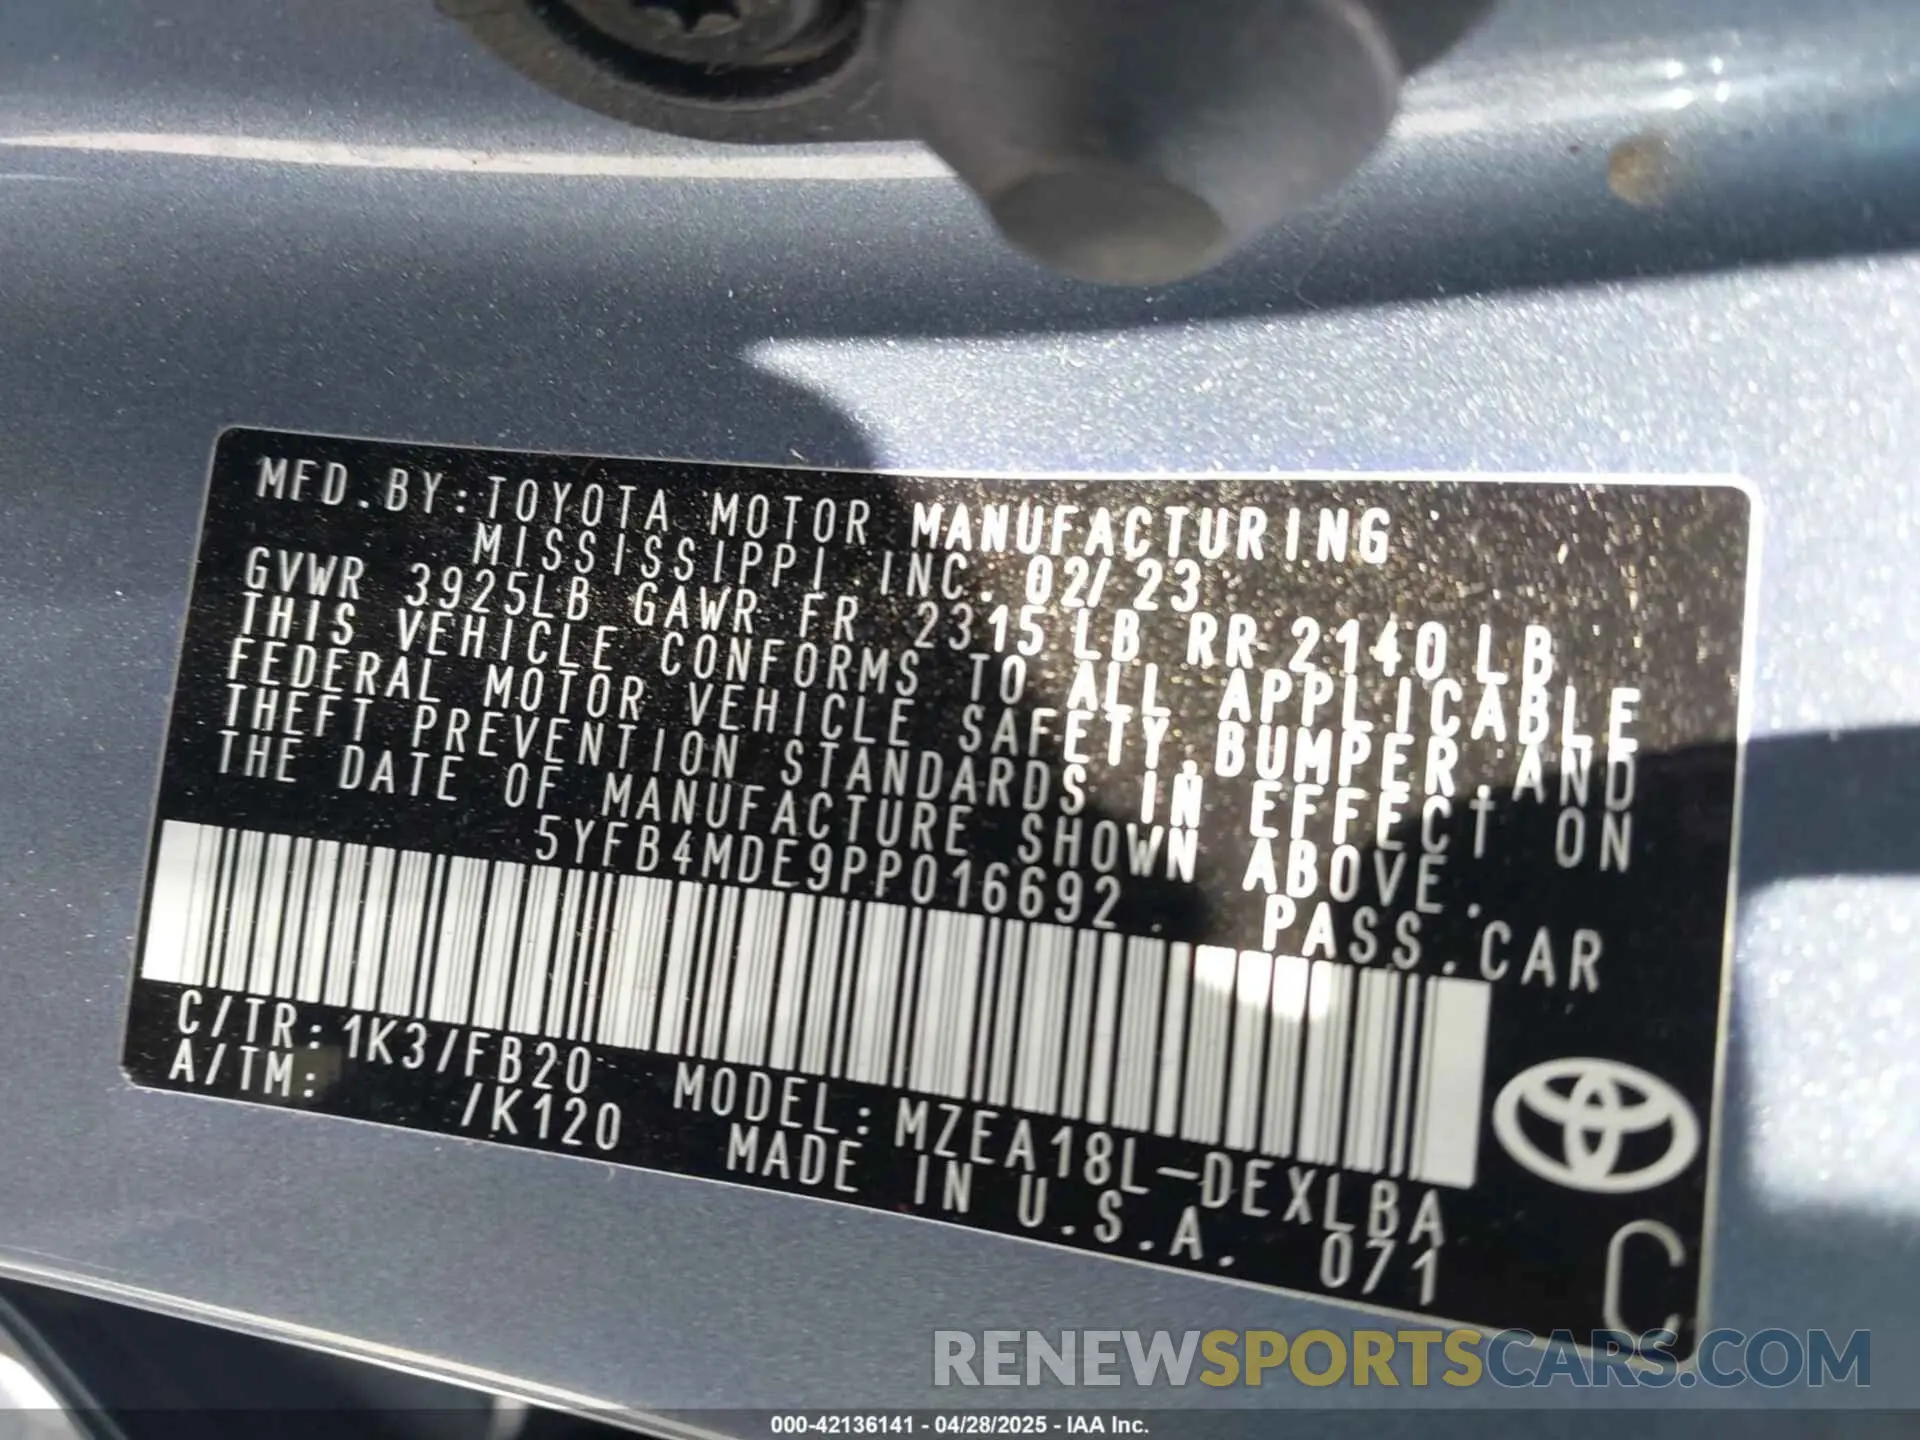 MFD.BY:TOYOTA MOTOR MANUFACTURING
MISSISSIPPI INC. 02/23
GVWR 3925LB GAWR FR 2315LB RR 2140LB
THIS VEHICLE CONFORMS TO ALL APPLICABLE
FEDERAL MOTOR VEHICLE SAFETY,BUMPER,AND
THEFT PREVENTION STANDARDS IN EFFECT ON
THE DATE OF MANUFACTURE SHOWN ABOVE.
5YFB4MDE9PP016692. PASS.CAR
C/TR:1K3/FB20 MODEL:MZEA18L-DEXLBA
A/TM: /K120 MADE IN U.S.A. 071
C
RENEWSPORTSCARS.COM
000-42136141 - 04/28/2025 - IAA Inc.